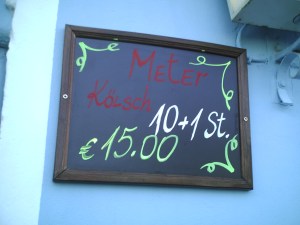 Meter
Kölsch
10+1 St.
€ 15.00